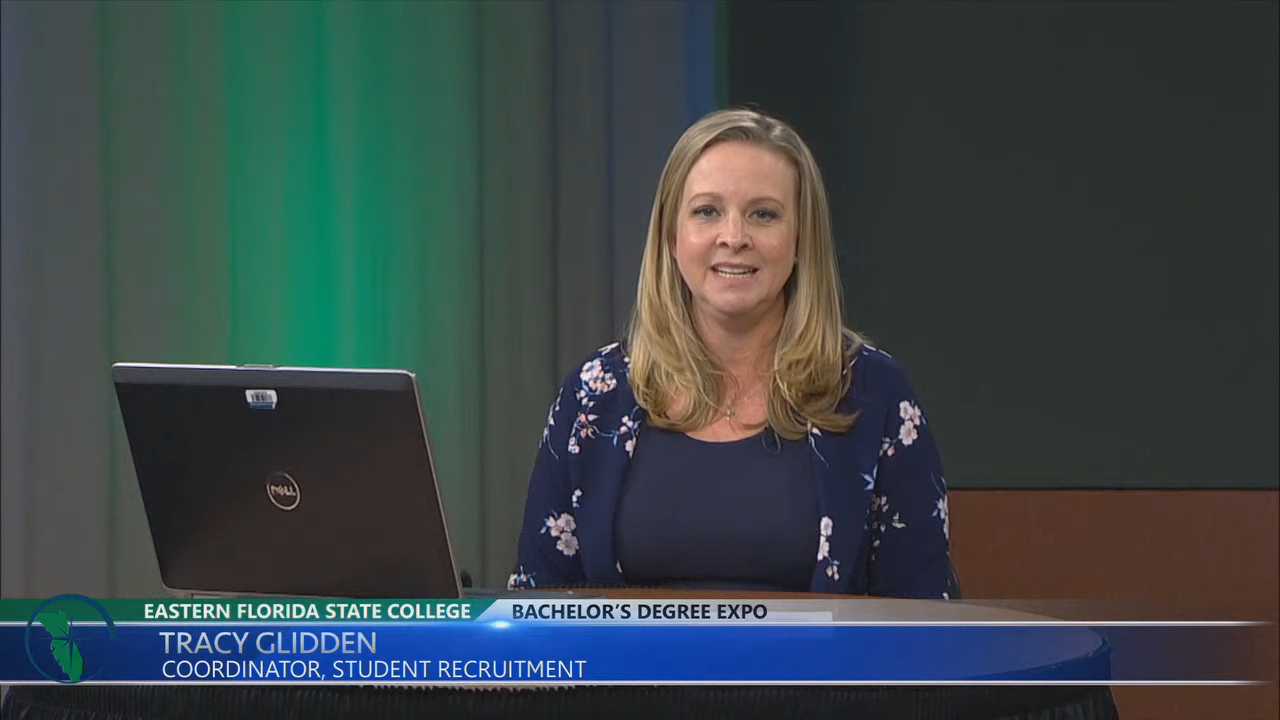 DELL
EASTERN FLORIDA STATE COLLEGE
BACHELOR'S DEGREE EXPO
TRACY GLIDDEN
COORDINATOR, STUDENT RECRUITMENT